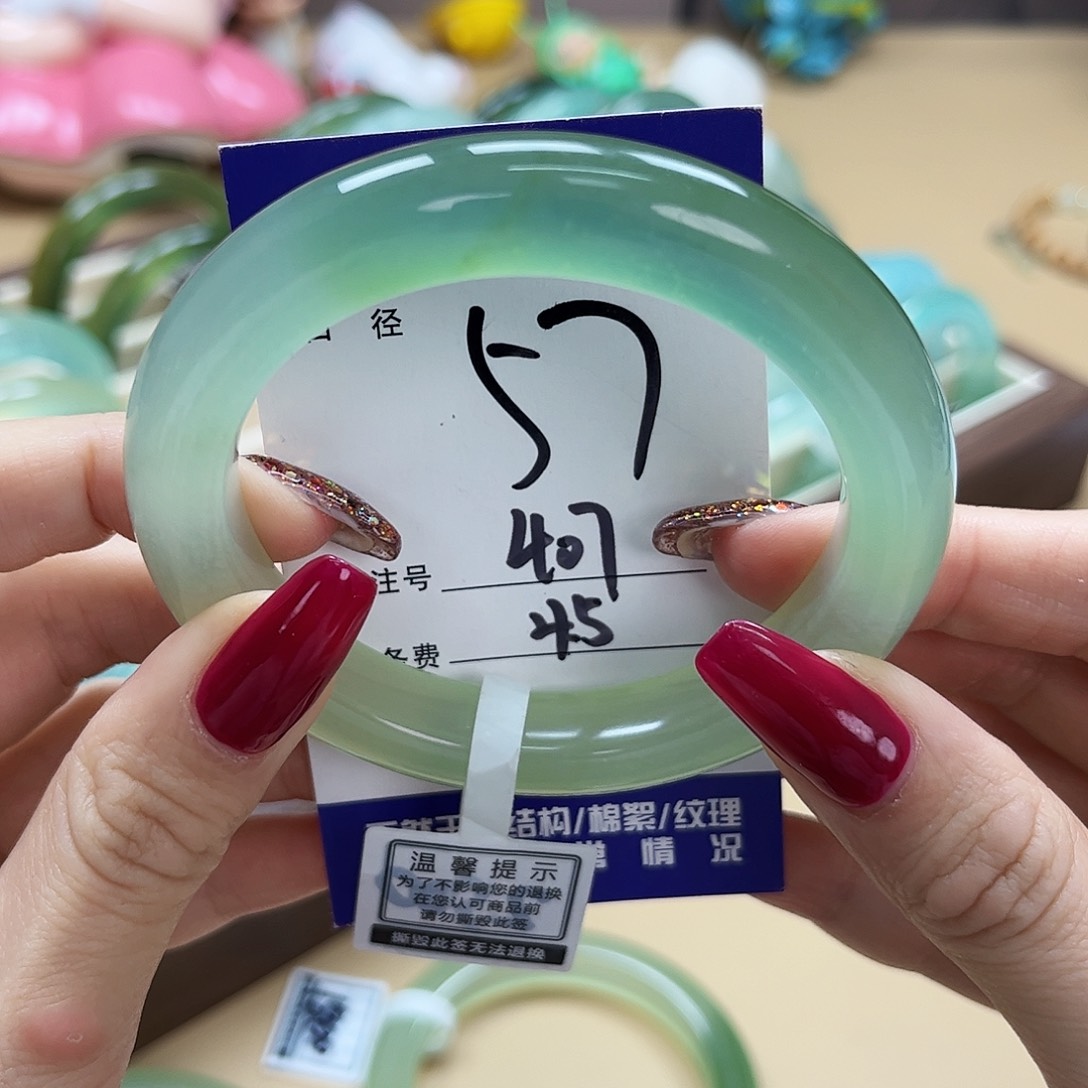 径
57
407
注号
45
费
结构/棉絮/纹理
情 况
温馨提示
为了不影响您的退换
在您认可商品前
请勿撕毁此签
撕毁此签无法退换